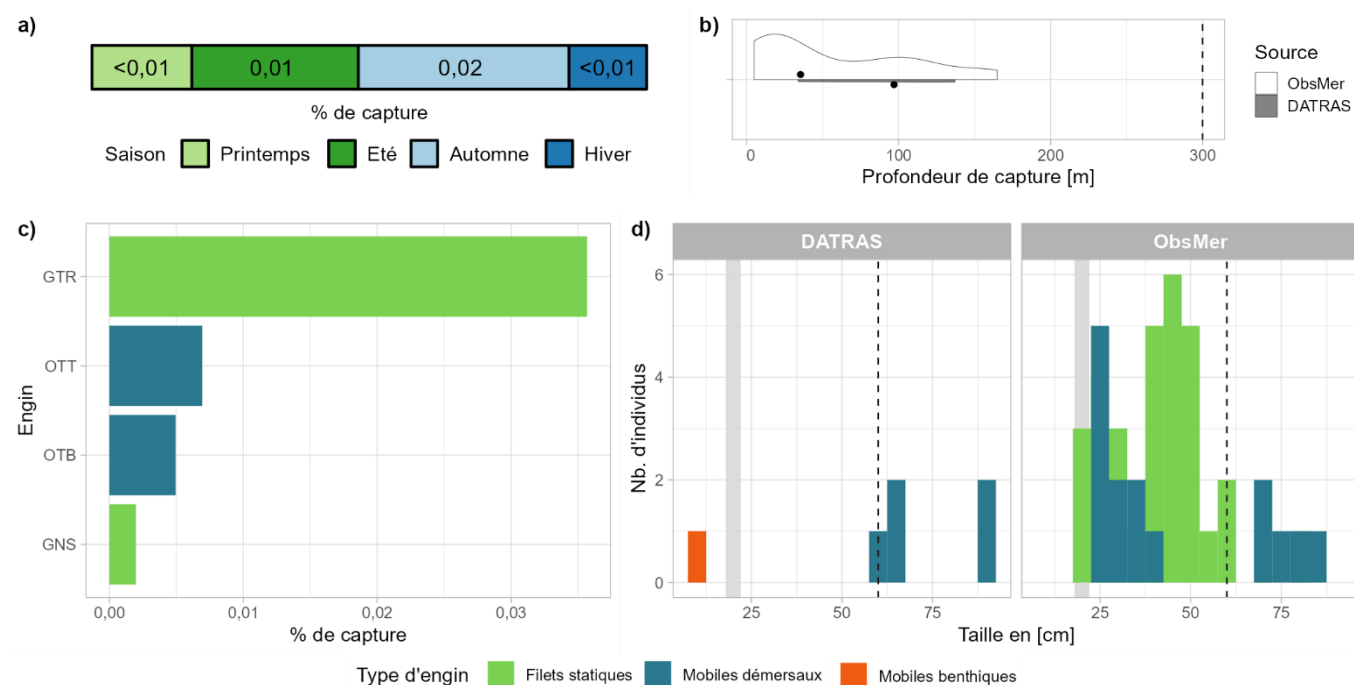 a)
<0,01 0,01 0,02 <0,01
% de capture
Saison Printemps Eté Automne Hiver
b)
0 100 200 300
Profondeur de capture [m]
Source
ObsMer
DATRAS
c)
Engin
GTR
OTT
OTB
GNS
0,00 0,01 0,02 0,03
% de capture
d)
DATRAS ObsMer
Nb. d'individus
6
4
2
0
25 50 75 25 50 75
Taille en [cm]
Type d'engin Filets statiques Mobiles démersaux Mobiles benthiques